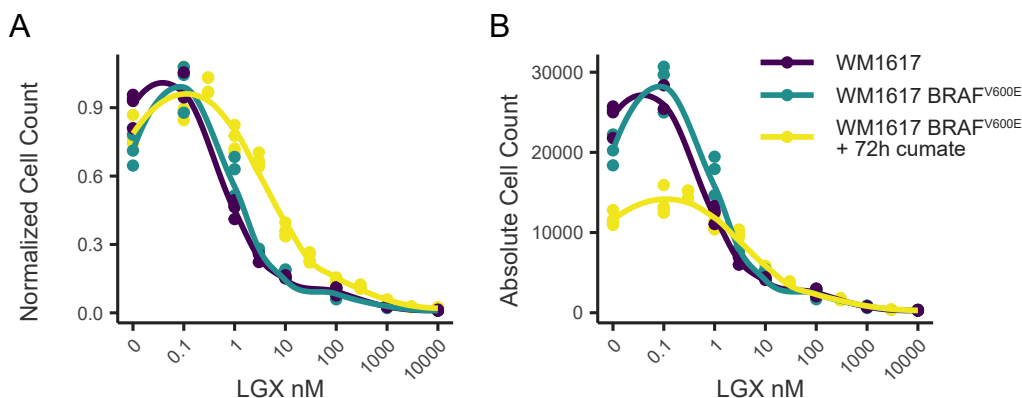 A
Normalized Cell Count
0.9
0.6
0.3
0.0
0
0.1
1
10
100
1000
10000
LGX nM
B
Absolute Cell Count
30000
20000
10000
0
0
0.1
1
10
100
1000
10000
LGX nM
WM1617
WM1617 BRAFV600E
WM1617 BRAFV600E
+ 72h cumate